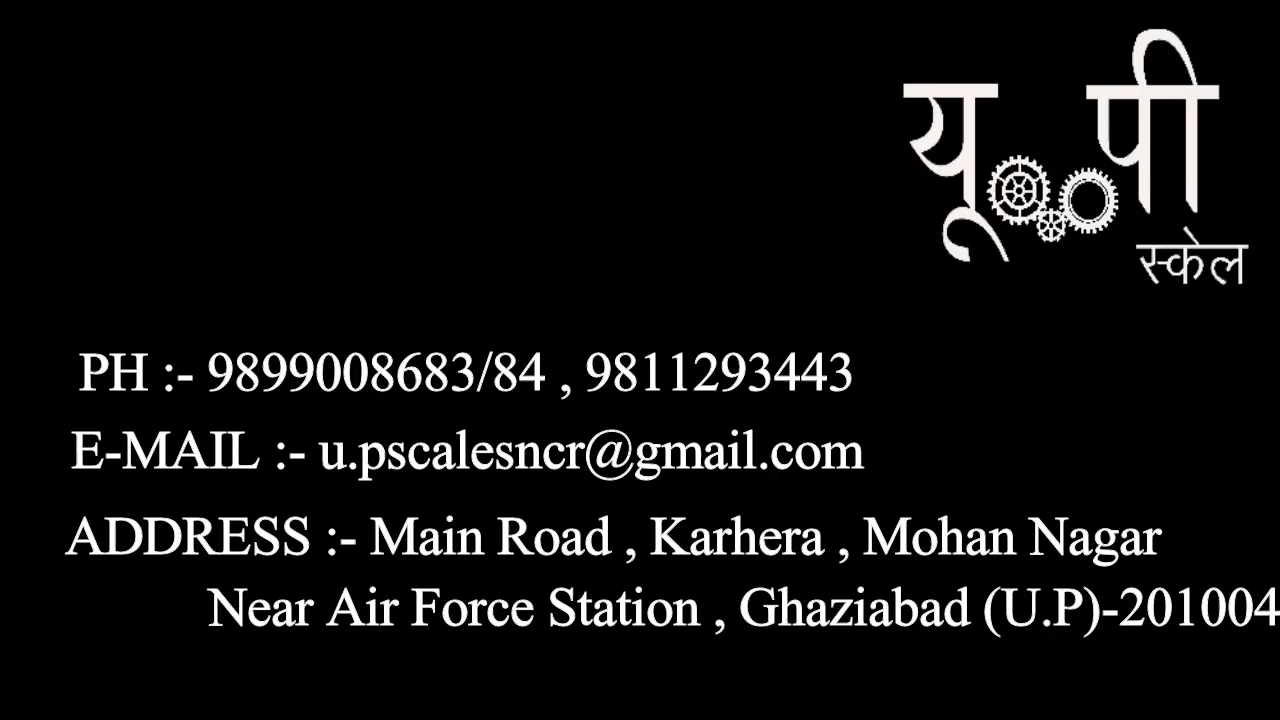 यू पी
स्केल
PH :- 9899008683/84 , 9811293443
E-MAIL :- u.pscalesncr@gmail.com
ADDRESS :- Main Road , Karhera , Mohan Nagar
Near Air Force Station , Ghaziabad (U.P)-201004